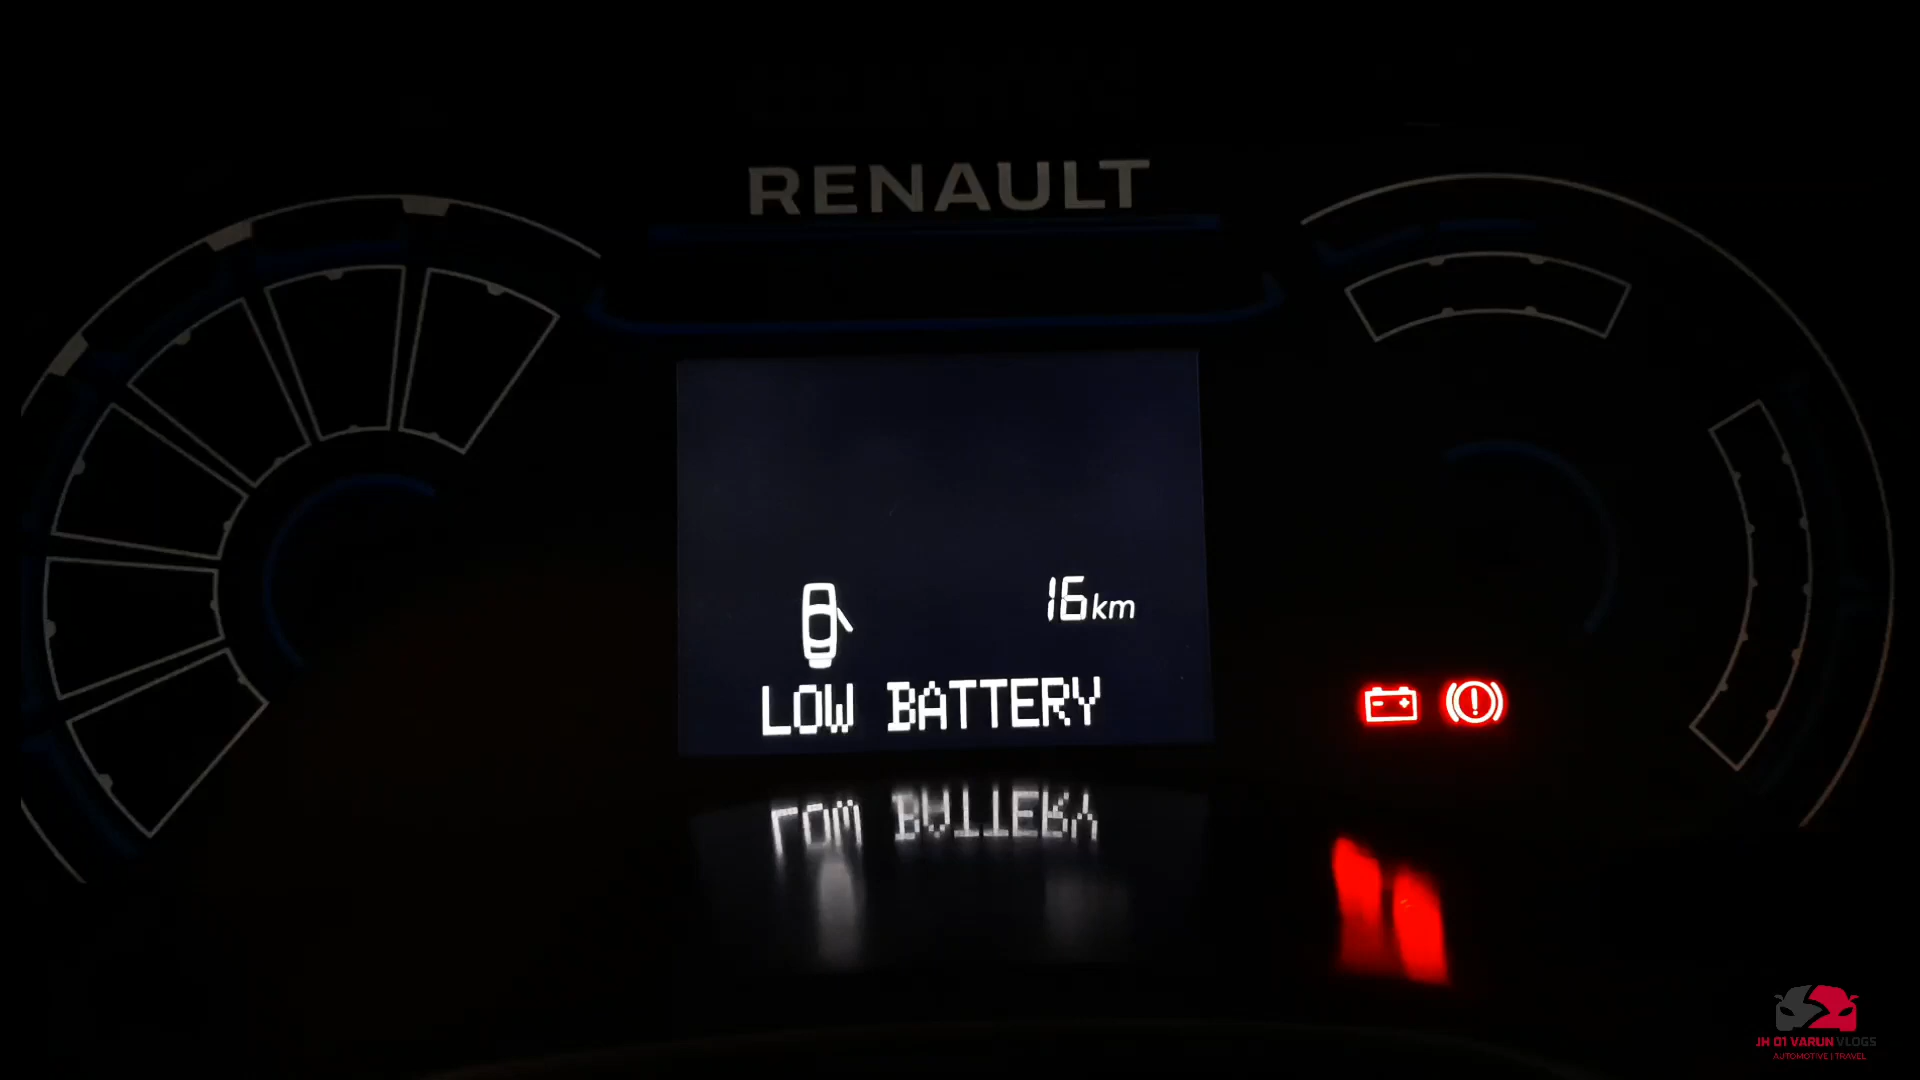 RENAULT
16km
LOW BATTERY
JH 01 VARUN VLOGS
AUTOMOTIVE | TRAVEL